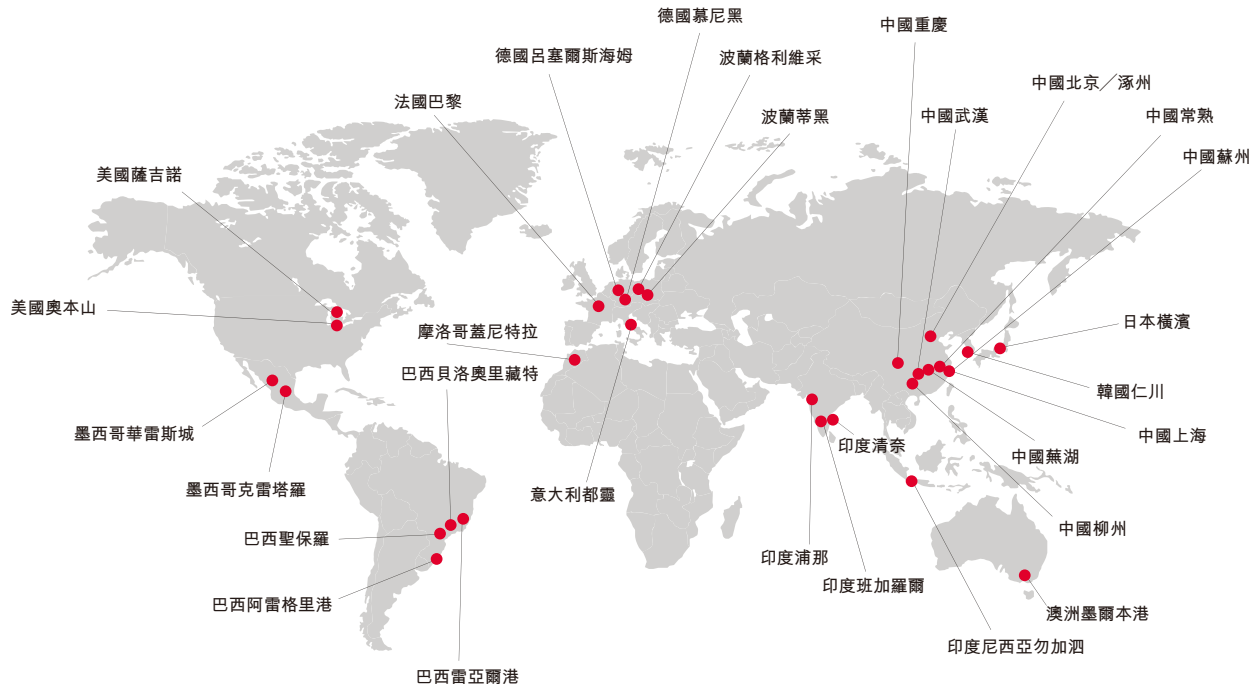 德國慕尼黑
中國重慶
德國呂塞爾斯海姆
波蘭格利維采
中國北京／涿州
法國巴黎
波蘭蒂黑
中國武漢
中國常熟
中國蘇州
美國薩吉諾
美國奧本山
摩洛哥蓋尼特拉
日本橫濱
巴西貝洛奧里藏特
韓國仁川
墨西哥華雷斯城
中國上海
印度清奈
中國蕪湖
墨西哥克雷塔羅
意大利都靈
中國柳州
巴西聖保羅
印度浦那
印度班加羅爾
巴西阿雷格里港
澳洲墨爾本港
印度尼西亞勿加泗
巴西雷亞爾港